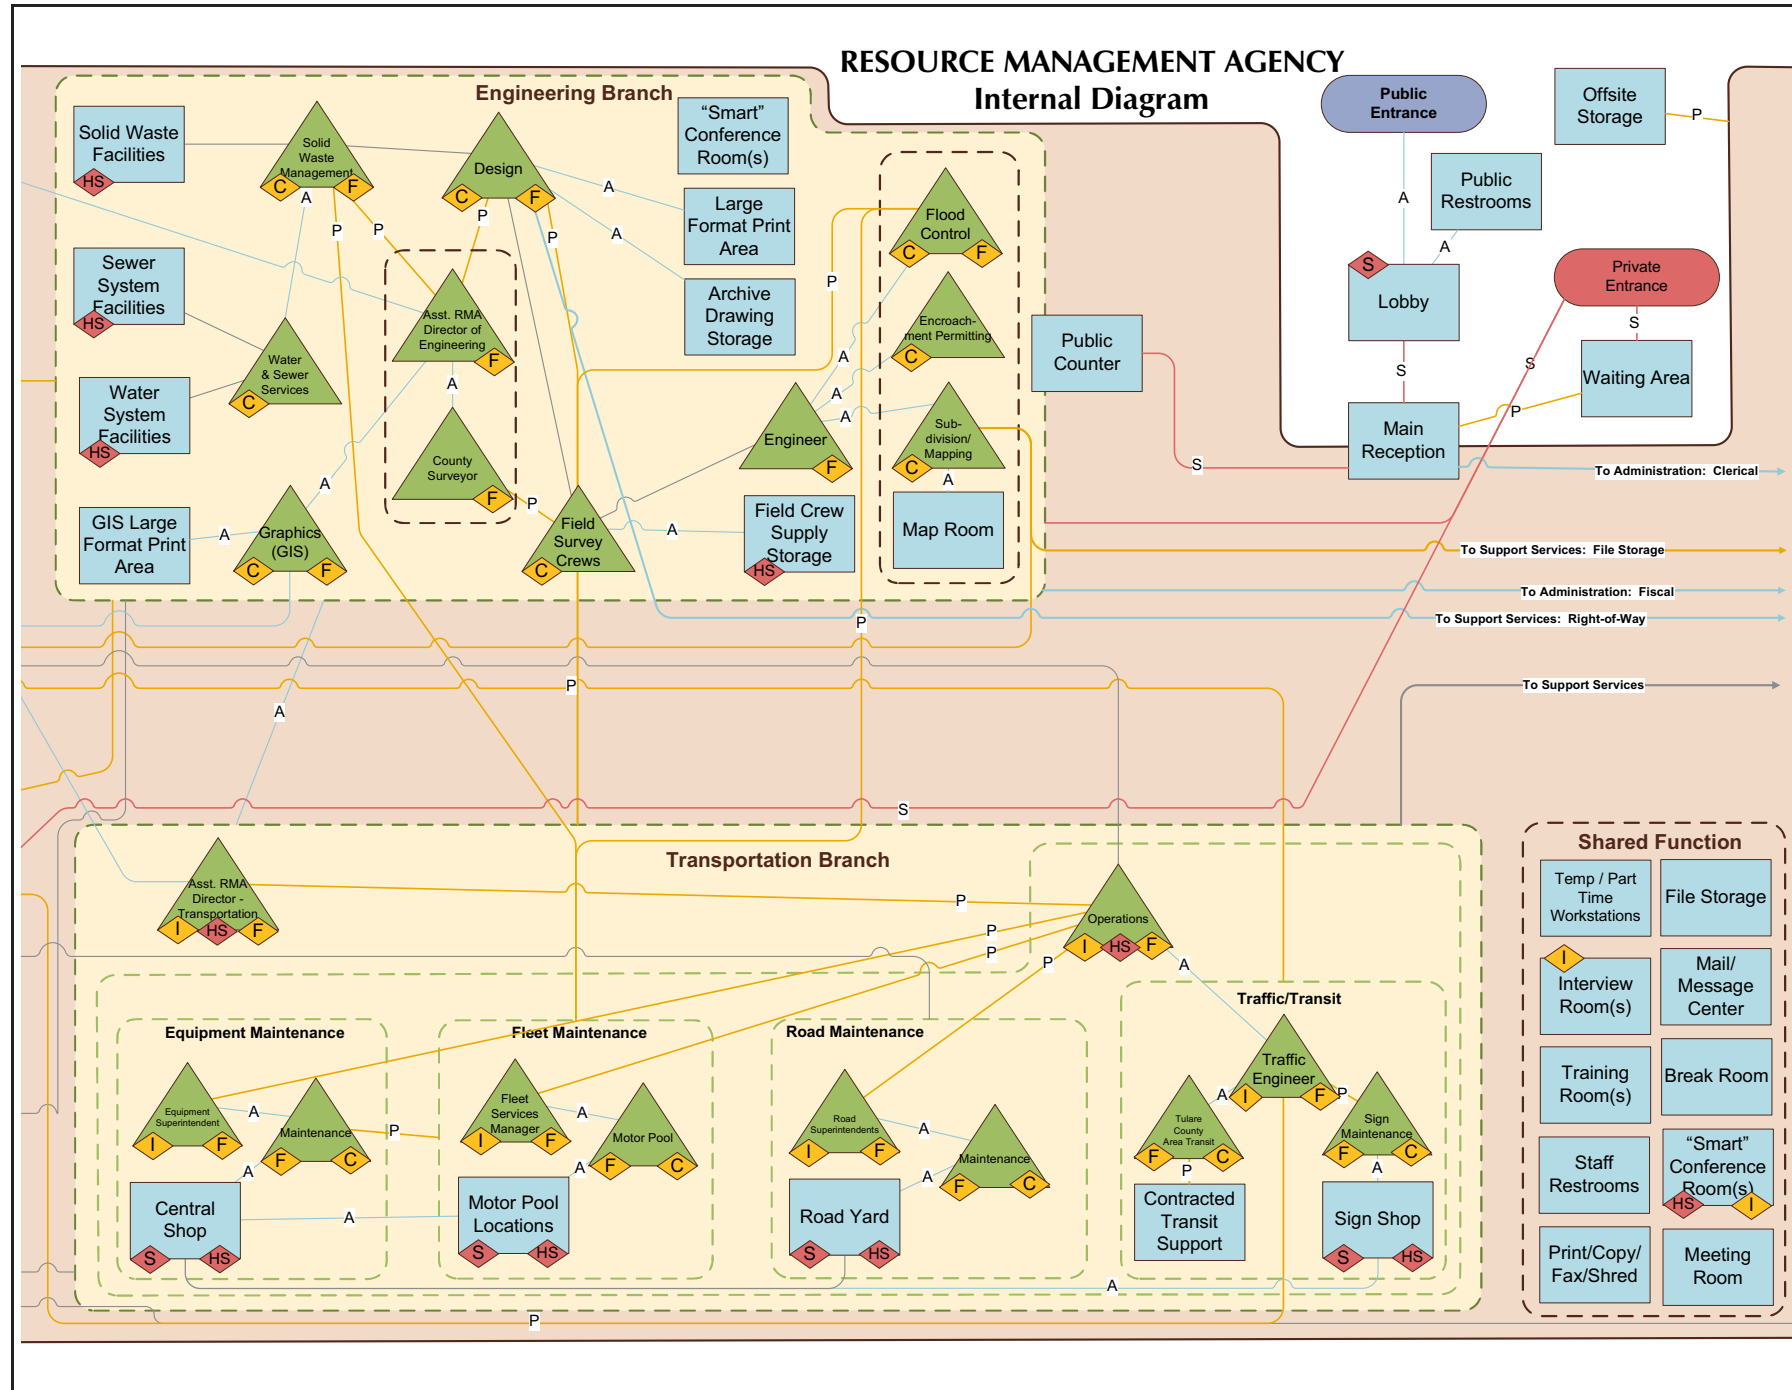 RESOURCE MANAGEMENT AGENCY
Internal Diagram
Engineering Branch
Solid Waste
Facilities
HS
Solid
Waste
Management
C
F
Design
C
F
"Smart"
Conference
Room(s)
Large
Format Print
Area
Archive
Drawing
Storage
A
A
A
P
P
P
P
Sewer
System
Facilities
HS
Water
System
Facilities
HS
Water
& Sewer
Services
C
Asst. RMA
Director of
Engineering
F
A
County
Surveyor
F
P
GIS Large
Format Print
Area
A
Graphics
(GIS)
C
F
A
Field
Survey
Crews
C
A
Field Crew
Supply
Storage
HS
Engineer
F
A
A
A
P
Flood
Control
C
F
Encroach-
ment Permitting
C
Sub-
division/
Mapping
C
A
Map Room
Public
Counter
S
Public
Entrance
A
Public
Restrooms
A
S
Lobby
S
Main
Reception
P
Offsite
Storage
P
Private
Entrance
S
S
Waiting Area
To Administration: Clerical
To Support Services: File Storage
To Administration: Fiscal
To Support Services: Right-of-Way
To Support Services
P
P
A
S
Transportation Branch
Asst. RMA
Director -
Transportation
I
HS
F
P
P
P
P
Operations
I
HS
F
A
Equipment Maintenance
Equipment
Superintendent
I
F
A
Maintenance
F
C
P
A
Central
Shop
S
HS
A
Fleet Maintenance
Fleet
Services
Manager
I
F
A
Motor Pool
F
C
A
Motor Pool
Locations
S
HS
Road Maintenance
Road
Superintendents
I
F
A
Maintenance
F
C
A
Road Yard
S
HS
Traffic/Transit
Traffic
Engineer
I
F
A
P
Tulare
County
Area Transit
F
C
P
Contracted
Transit
Support
Sign
Maintenance
F
C
A
Sign Shop
S
HS
A
P
Shared Function
Temp / Part
Time
Workstations
File Storage
I
Interview
Room(s)
Mail/
Message
Center
Training
Room(s)
Break Room
Staff
Restrooms
"Smart"
Conference
Room(s)
HS
I
Print/Copy/
Fax/Shred
Meeting
Room